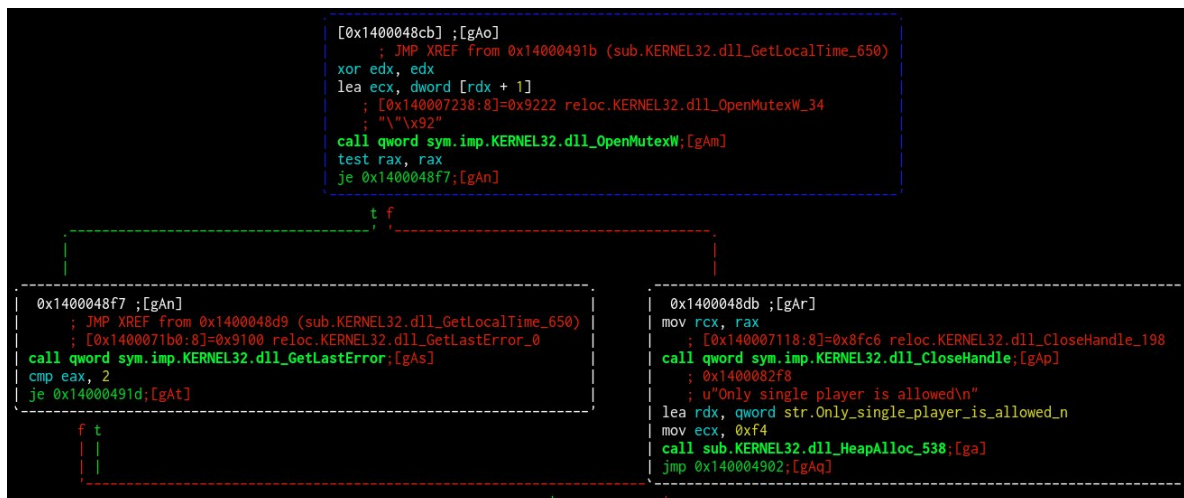 [0x1400048cb] ;[gAo]
; JMP XREF from 0x14000491b (sub.KERNEL32.dll_GetLocalTime_650)
xor edx, edx
lea ecx, dword [rdx + 1]
; [0x140007238:8]=0x9222 reloc.KERNEL32.dll_OpenMutexW_34
; "\"\x92"
call qword sym.imp.KERNEL32.dll_OpenMutexW;[gAm]
test rax, rax
je 0x1400048f7;[gAn]
t f
0x1400048f7 ;[gAn]
; JMP XREF from 0x1400048d9 (sub.KERNEL32.dll_GetLocalTime_650)
; [0x1400071b0:8]=0x9100 reloc.KERNEL32.dll_GetLastError_0
call qword sym.imp.KERNEL32.dll_GetLastError;[gAs]
cmp eax, 2
je 0x14000491d;[gAt]
f t
0x1400048db ;[gAr]
mov rcx, rax
; [0x140007118:8]=0x8fc6 reloc.KERNEL32.dll_CloseHandle_198
call qword sym.imp.KERNEL32.dll_CloseHandle;[gAp]
; 0x1400082f8
; u"Only single player is allowed\n"
lea rdx, qword str.Only_single_player_is_allowed_n
mov ecx, 0xf4
call sub.KERNEL32.dll_HeapAlloc_538;[ga]
jmp 0x140004902;[gAq]